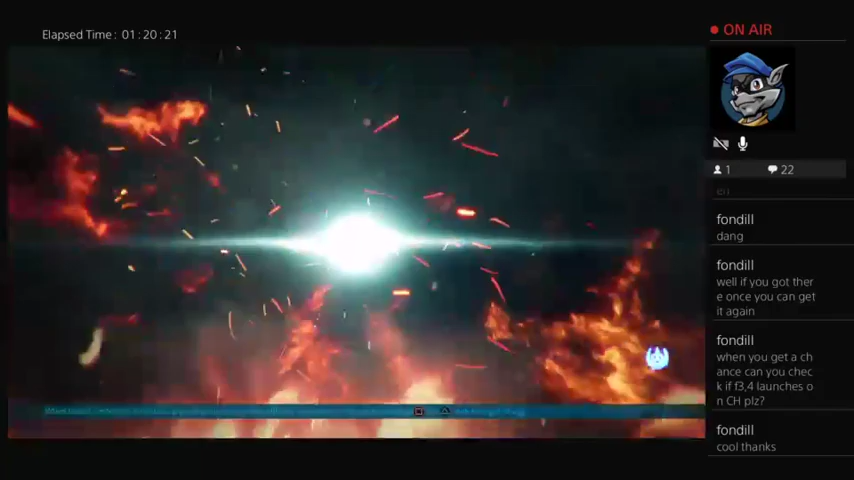 Elapsed Time: 01:20:21
ON AIR
1 22
en
fondill
dang
fondill
well if you got ther
e once you can get
it again
fondill
when you get a ch
ance can you chec
k if f3,4 launches o
n CH plz?
fondill
cool thanks